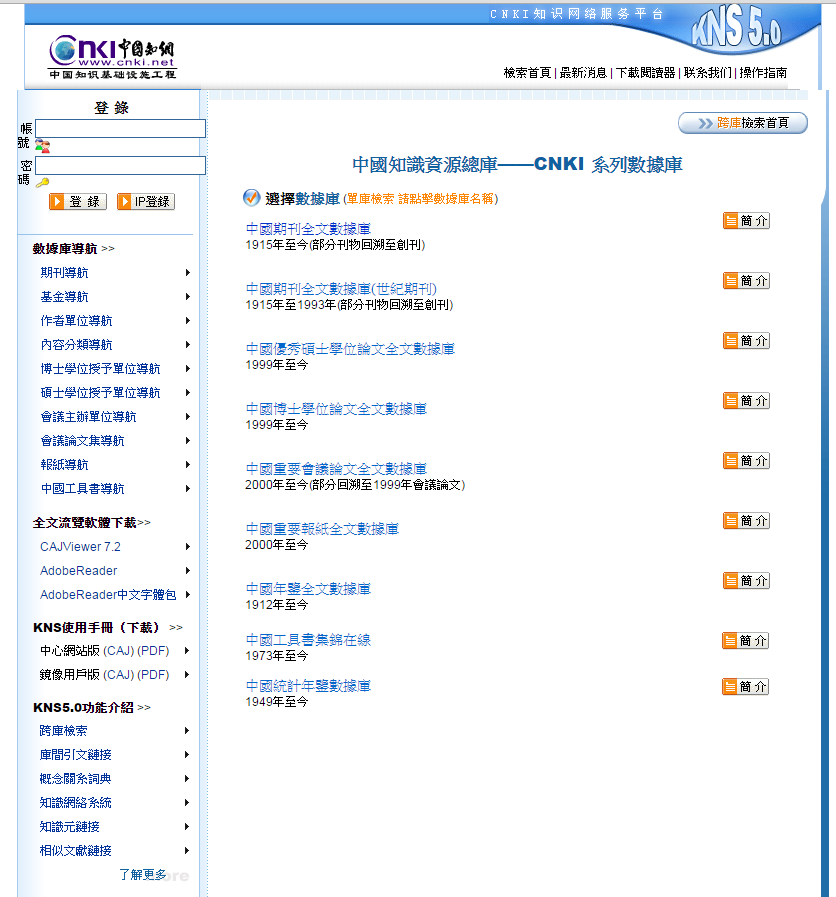 CNKI知识网络服务平台
KNS 5.0
Cnki中国知网
www.cnki.net
中国知识基础设施工程
檢索首頁 | 最新消息 | 下載閱讀器 | 联系我们 | 操作指南
登 錄
帳號
密碼
登 錄
IP登錄
數據庫導航 >>
期刊導航
基金導航
作者單位導航
內容分類導航
博士學位授予單位導航
碩士學位授予單位導航
會議主辦單位導航
會議論文集導航
報紙導航
中國工具書導航
全文流覽軟體下載>>
CAJViewer 7.2
AdobeReader
AdobeReader中文字體包
KNS使用手冊（下載） >>
中心網站版 (CAJ) (PDF)
鏡像用戶版 (CAJ) (PDF)
KNS5.0功能介紹 >>
跨庫檢索
庫間引文鏈接
概念關系詞典
知識網絡系統
知識元鏈接
相似文獻鏈接
了解更多
跨庫檢索首頁
中國知識資源總庫——CNKI 系列數據庫
選擇數據庫 (單庫檢索 請點擊數據庫名稱)
中國期刊全文數據庫
簡 介
1915年至今(部分刊物回溯至創刊)
中國期刊全文數據庫(世紀期刊)
簡 介
1915年至1993年(部分刊物回溯至創刊)
中國優秀碩士學位論文全文數據庫
簡 介
1999年至今
中國博士學位論文全文數據庫
簡 介
1999年至今
中國重要會議論文全文數據庫
簡 介
2000年至今(部分回溯至1999年會議論文)
中國重要報紙全文數據庫
簡 介
2000年至今
中國年鑒全文數據庫
簡 介
1912年至今
中國工具書集錦在線
簡 介
1973年至今
中國統計年鑒數據庫
簡 介
1949年至今